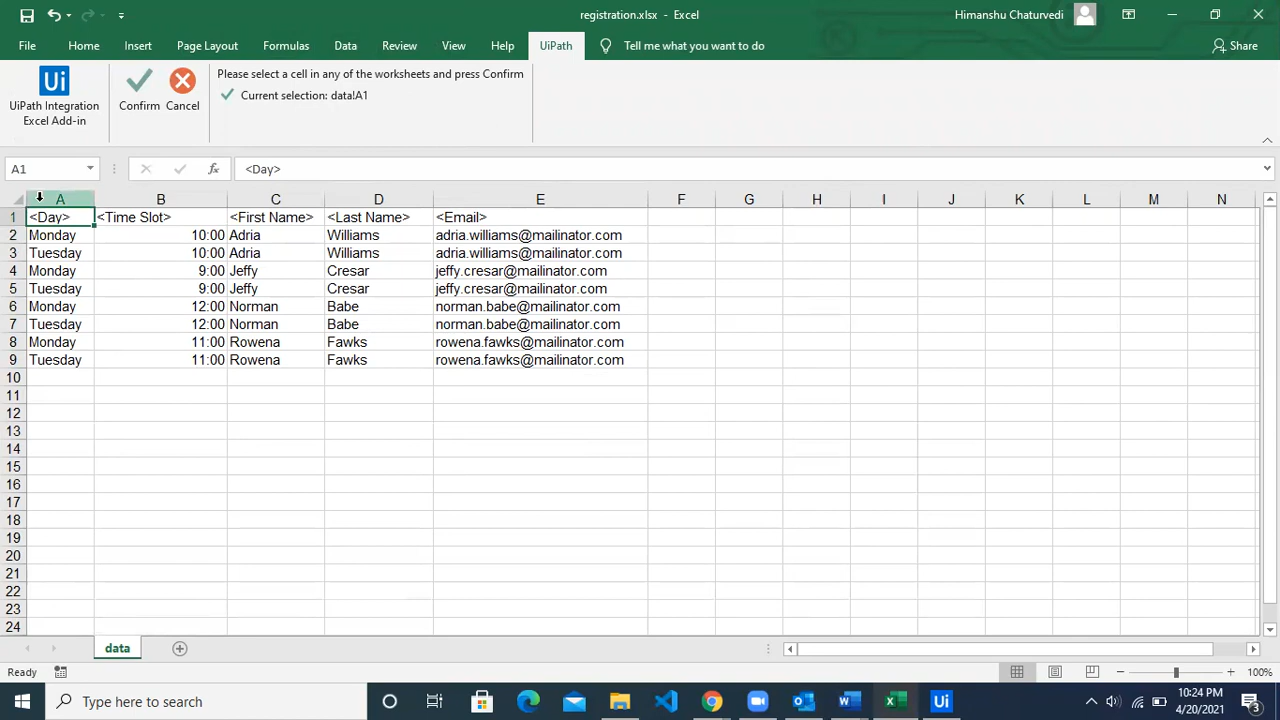 registration.xlsx - Excel
Himanshu Chaturvedi
File Home Insert Page Layout Formulas Data Review View Help UiPath Tell me what you want to do Share
Ui
UiPath Integration
Excel Add-in
Confirm Cancel
Please select a cell in any of the worksheets and press Confirm
Current selection: data!A1
A1 fx <Day>
A B C D E F G H I J K L M N
1 <Day> <Time Slot> <First Name> <Last Name> <Email>
2 Monday 10:00 Adria Williams adria.williams@mailinator.com
3 Tuesday 10:00 Adria Williams adria.williams@mailinator.com
4 Monday 9:00 Jeffy Cresar jeffy.cresar@mailinator.com
5 Tuesday 9:00 Jeffy Cresar jeffy.cresar@mailinator.com
6 Monday 12:00 Norman Babe norman.babe@mailinator.com
7 Tuesday 12:00 Norman Babe norman.babe@mailinator.com
8 Monday 11:00 Rowena Fawks rowena.fawks@mailinator.com
9 Tuesday 11:00 Rowena Fawks rowena.fawks@mailinator.com
10
11
12
13
14
15
16
17
18
19
20
21
22
23
24
data
Ready 100%
Type here to search
Ui
10:24 PM
4/20/2021
3